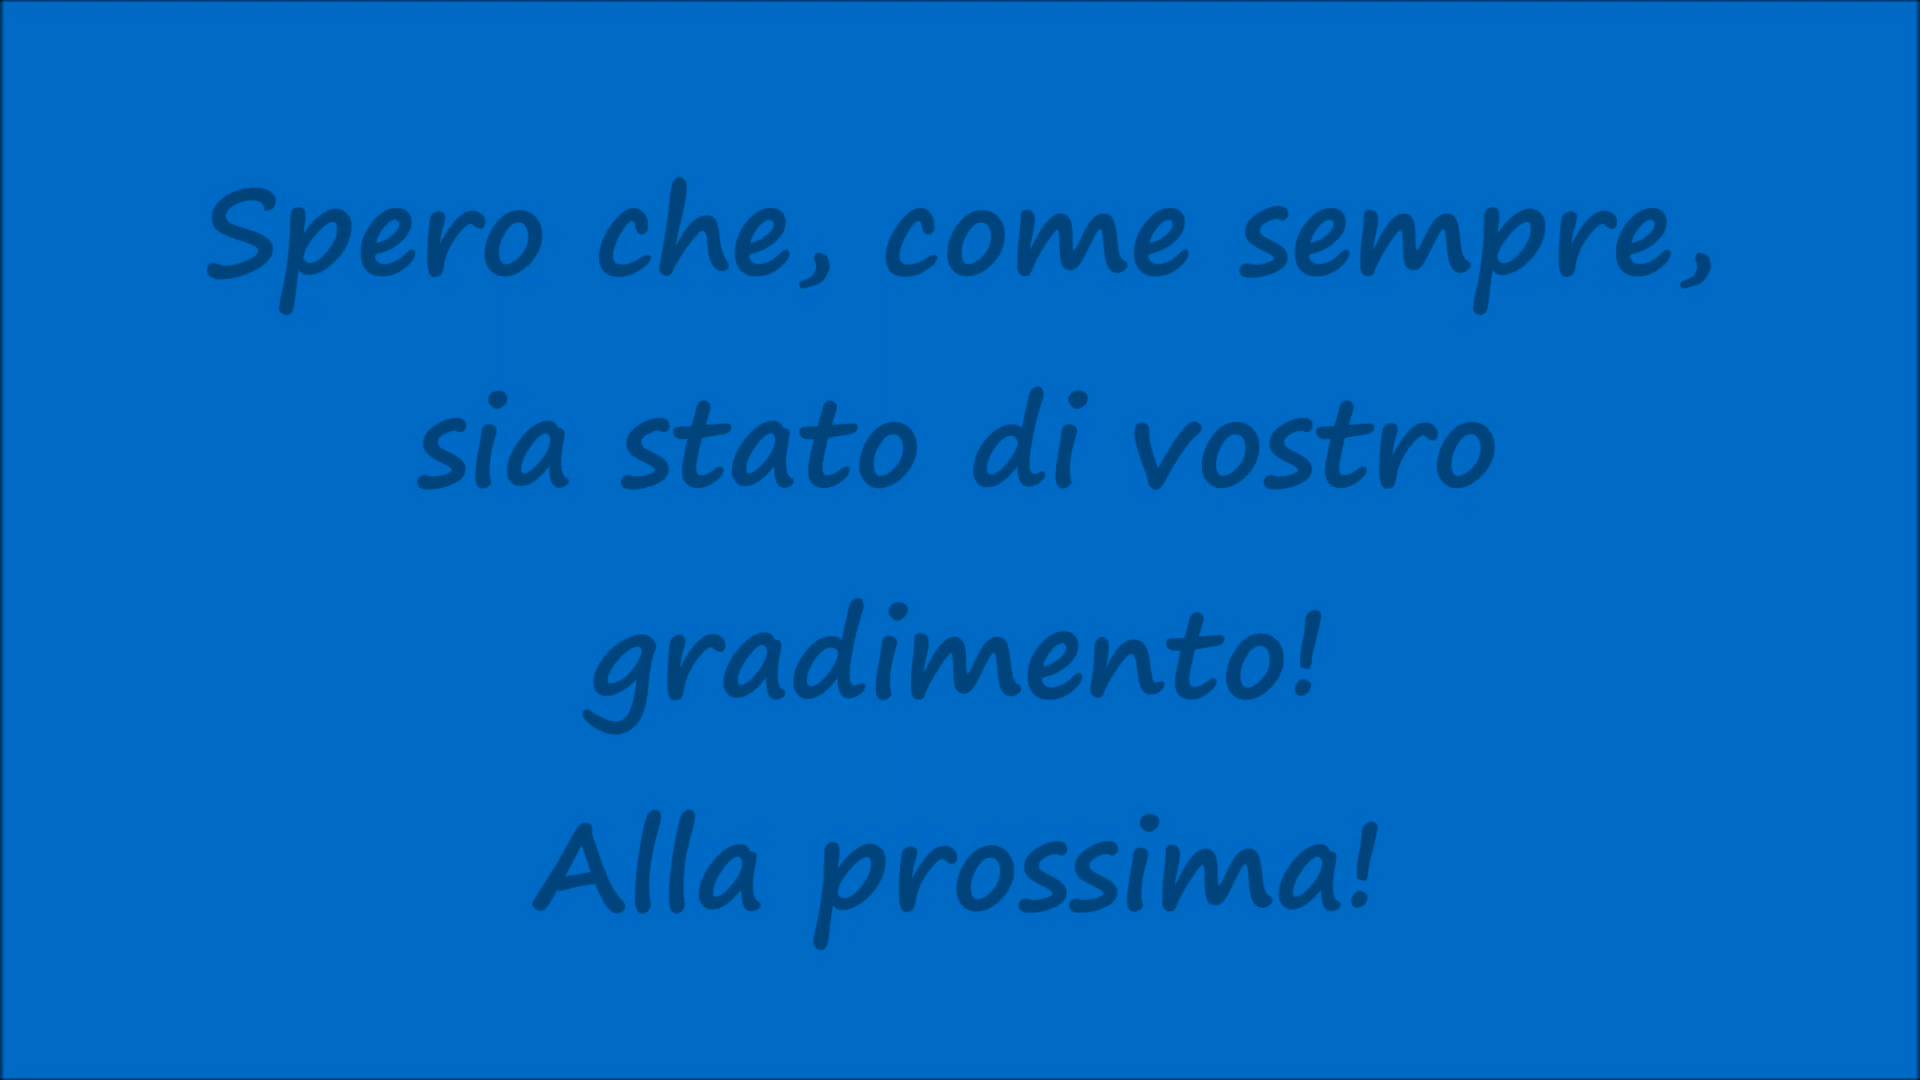 Spero che, come sempre,
sia stato di vostro
gradimento!
Alla prossima!